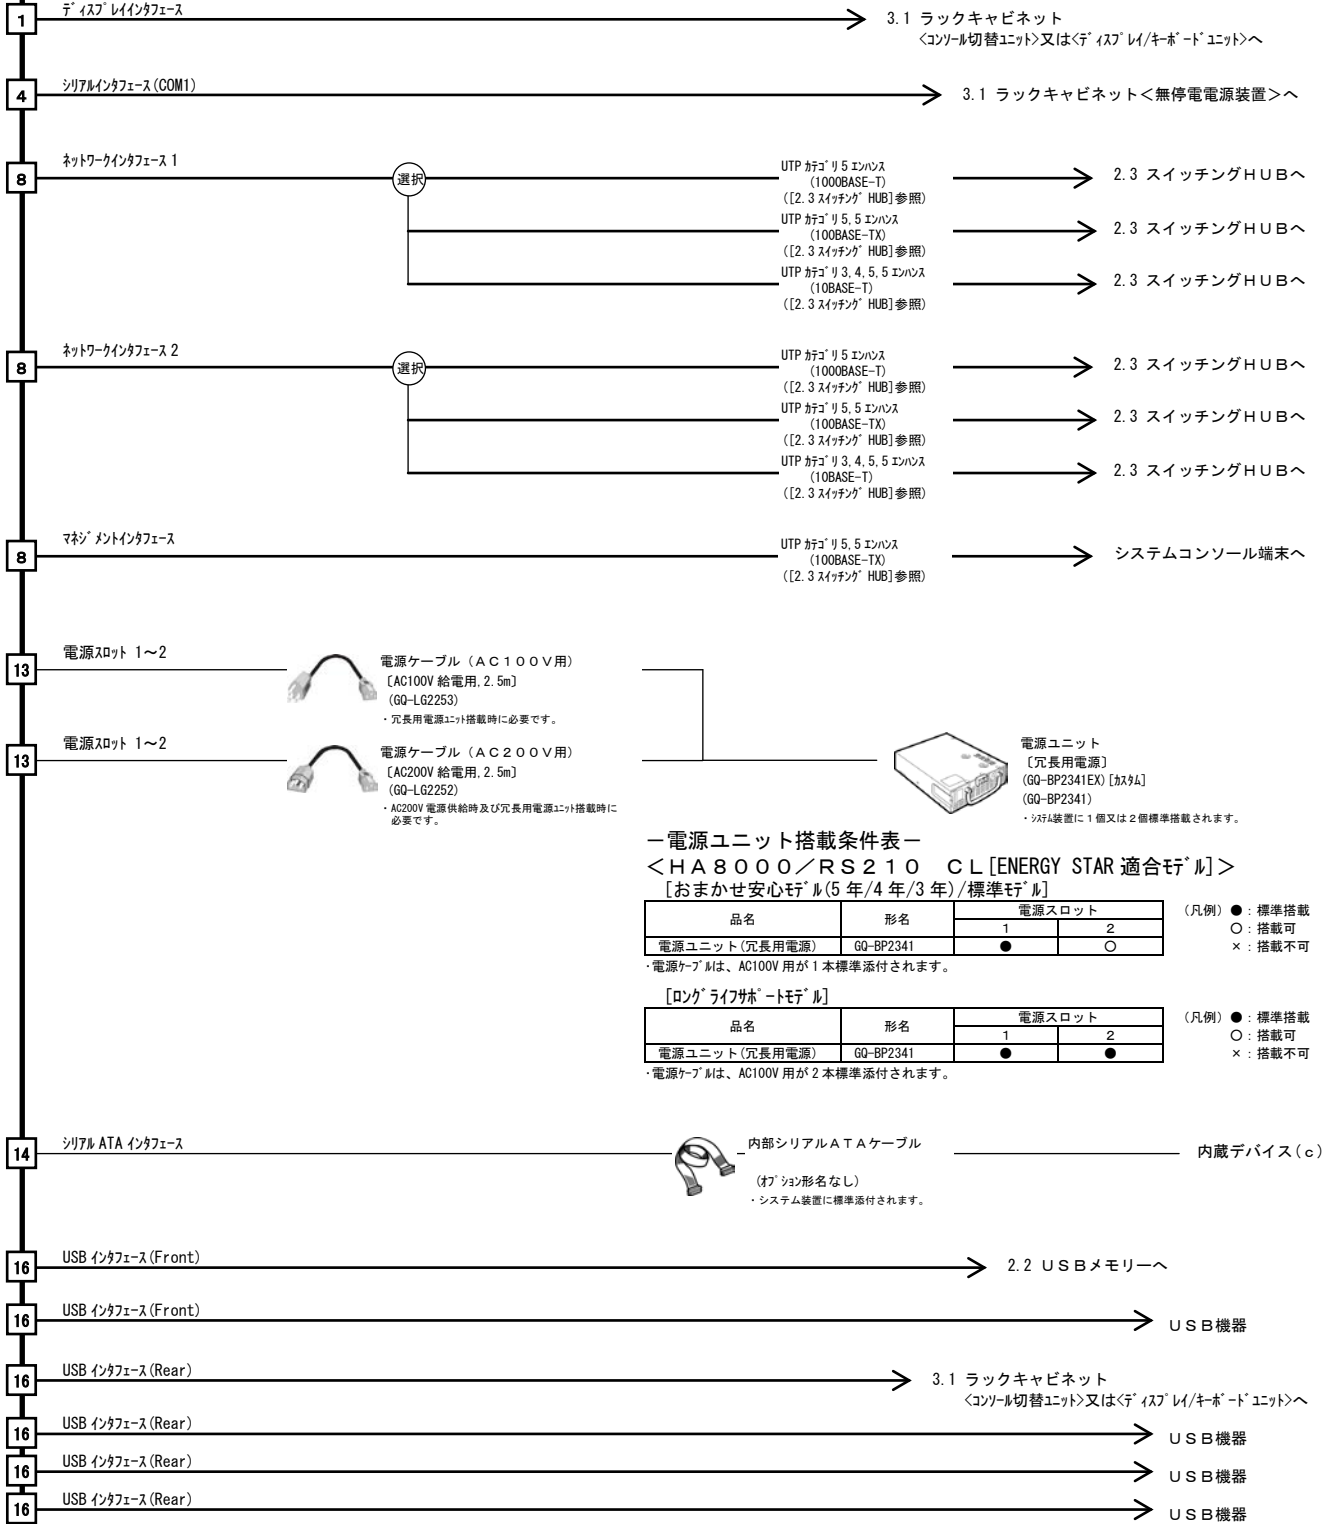 1
ﾃﾞｨｽﾌﾟﾚｲｲﾝﾀﾌｪｰｽ
3.1 ラックキャビネット
<ｺﾝｿｰﾙ切替ﾕﾆｯﾄ>又は<ﾃﾞｨｽﾌﾟﾚｲ/ｷｰﾎﾞｰﾄﾞﾕﾆｯﾄ>へ
4
ｼﾘｱﾙｲﾝﾀﾌｪｰｽ(COM1)
3.1 ラックキャビネット＜無停電電源装置＞へ
8
ﾈｯﾄﾜｰｸｲﾝﾀﾌｪｰｽ 1
選択
UTP ｶﾃｺﾞﾘ 5 ｴﾝﾊﾝｽ
(1000BASE-T)
([2.3 ｽｲｯﾁﾝｸﾞ HUB]参照)
2.3 スイッチングＨＵＢへ
UTP ｶﾃｺﾞﾘ 5,5 ｴﾝﾊﾝｽ
(100BASE-TX)
([2.3 ｽｲｯﾁﾝｸﾞ HUB]参照)
2.3 スイッチングＨＵＢへ
UTP ｶﾃｺﾞﾘ 3,4,5,5 ｴﾝﾊﾝｽ
(10BASE-T)
([2.3 ｽｲｯﾁﾝｸﾞ HUB]参照)
2.3 スイッチングＨＵＢへ
8
ﾈｯﾄﾜｰｸｲﾝﾀﾌｪｰｽ 2
選択
UTP ｶﾃｺﾞﾘ 5 ｴﾝﾊﾝｽ
(1000BASE-T)
([2.3 ｽｲｯﾁﾝｸﾞ HUB]参照)
2.3 スイッチングＨＵＢへ
UTP ｶﾃｺﾞﾘ 5,5 ｴﾝﾊﾝｽ
(100BASE-TX)
([2.3 ｽｲｯﾁﾝｸﾞ HUB]参照)
2.3 スイッチングＨＵＢへ
UTP ｶﾃｺﾞﾘ 3,4,5,5 ｴﾝﾊﾝｽ
(10BASE-T)
([2.3 ｽｲｯﾁﾝｸﾞ HUB]参照)
2.3 スイッチングＨＵＢへ
8
ﾏﾈｼﾞﾒﾝﾄｲﾝﾀﾌｪｰｽ
UTP ｶﾃｺﾞﾘ 5,5 ｴﾝﾊﾝｽ
(100BASE-TX)
([2.3 ｽｲｯﾁﾝｸﾞ HUB]参照)
システムコンソール端末へ
13
電源ｽﾛｯﾄ 1～2
電源ケーブル（ＡＣ１００Ｖ用）
〔AC100V 給電用,2.5m〕
(GQ-LG2253)
・冗長用電源ﾕﾆｯﾄ搭載時に必要です。
13
電源ｽﾛｯﾄ 1～2
電源ケーブル（ＡＣ２００Ｖ用）
〔AC200V 給電用,2.5m〕
(GQ-LG2252)
・AC200V 電源供給時及び冗長用電源ﾕﾆｯﾄ搭載時に
必要です。
電源ユニット
〔冗長用電源〕
(GQ-BP2341EX)[ｶｽﾀﾑ]
(GQ-BP2341)
・ｼｽﾃﾑ装置に１個又は２個標準搭載されます。
－電源ユニット搭載条件表－
＜ＨＡ８０００／ＲＳ２１０　ＣＬ[ENERGY STAR 適合ﾓﾃﾞﾙ]＞
[おまかせ安心ﾓﾃﾞﾙ(5 年/4 年/3 年)/標準ﾓﾃﾞﾙ]
品名 形名 電源スロット
1 2
電源ユニット(冗長用電源) GQ-BP2341 ● ○
(凡例) ●：標準搭載
○：搭載可
×：搭載不可
･電源ｹｰﾌﾞﾙは、AC100V 用が 1 本標準添付されます。
[ﾛﾝｸﾞﾗｲﾌｻﾎﾟｰﾄﾓﾃﾞﾙ]
品名 形名 電源スロット
1 2
電源ユニット(冗長用電源) GQ-BP2341 ● ●
(凡例) ●：標準搭載
○：搭載可
×：搭載不可
･電源ｹｰﾌﾞﾙは、AC100V 用が 2 本標準添付されます。
14
ｼﾘｱﾙ ATA ｲﾝﾀﾌｪｰｽ
内部シリアルＡＴＡケーブル
(ｵﾌﾟｼｮﾝ形名なし)
・システム装置に標準添付されます。
内蔵デバイス(ｃ)
16
USB ｲﾝﾀﾌｪｰｽ(Front)
2.2 ＵＳＢメモリーへ
16
USB ｲﾝﾀﾌｪｰｽ(Front)
ＵＳＢ機器
16
USB ｲﾝﾀﾌｪｰｽ(Rear)
3.1 ラックキャビネット
<ｺﾝｿｰﾙ切替ﾕﾆｯﾄ>又は<ﾃﾞｨｽﾌﾟﾚｲ/ｷｰﾎﾞｰﾄﾞﾕﾆｯﾄ>へ
16
USB ｲﾝﾀﾌｪｰｽ(Rear)
ＵＳＢ機器
16
USB ｲﾝﾀﾌｪｰｽ(Rear)
ＵＳＢ機器
16
USB ｲﾝﾀﾌｪｰｽ(Rear)
ＵＳＢ機器